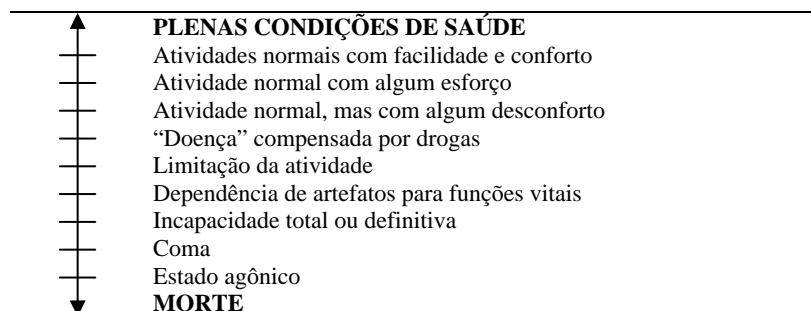 PLENAS CONDIÇÕES DE SAÚDE
Atividades normais com facilidade e conforto
Atividade normal com algum esforço
Atividade normal, mas com algum desconforto
“Doença” compensada por drogas
Limitação da atividade
Dependência de artefatos para funções vitais
Incapacidade total ou definitiva
Coma
Estado agônico
MORTE